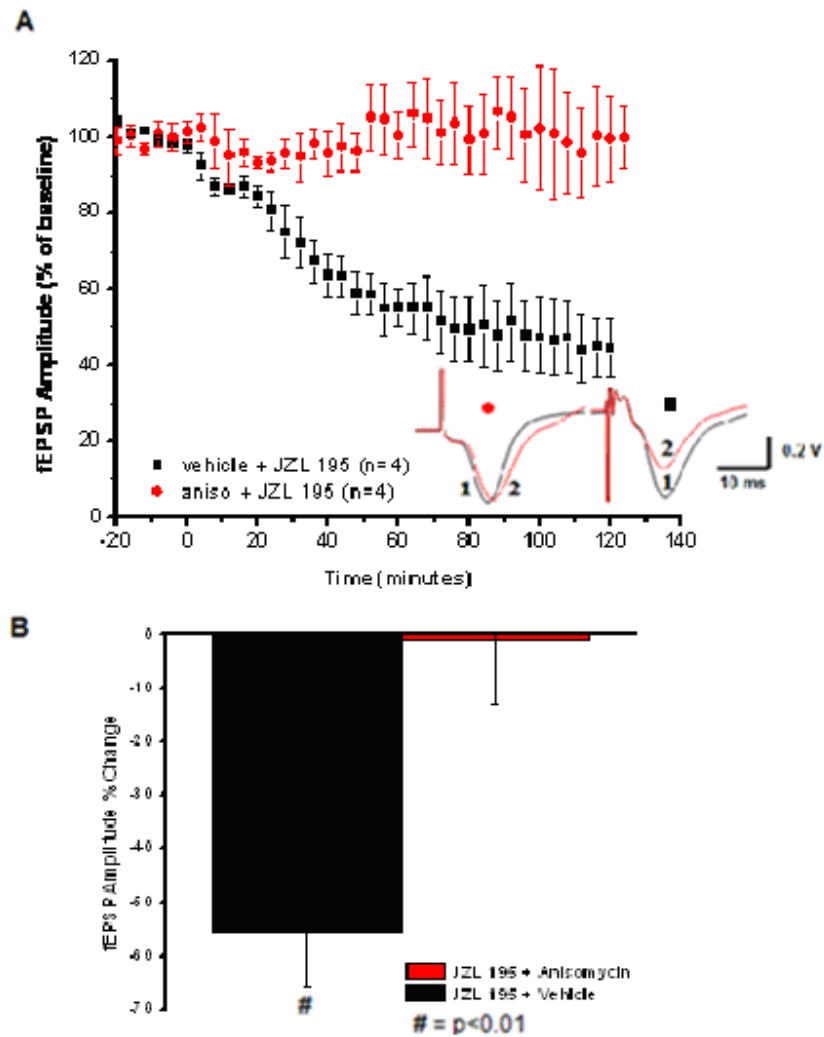 A
120
100
80
60
40
20
0
fEPSP Amplitude (% of baseline)
vehicle + JZL 195 (n=4)
aniso + JZL 195 (n=4)
1 2
2
1
0.2 V
10 ms
-20 0 20 40 60 80 100 120 140
Time (minutes)
B
0
-10
-20
-30
-40
-50
-60
-70
fEPSP Amplitude % Change
#
JZL 195 + Anisomycin
JZL 195 + Vehicle
# = p<0.01